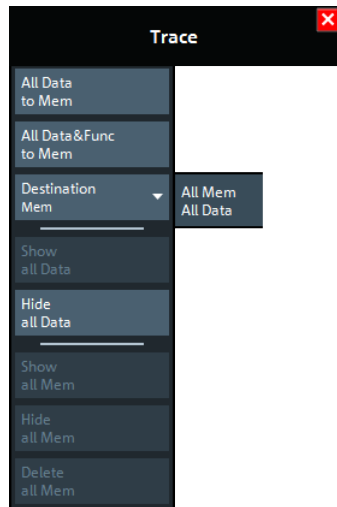 Trace
All Data
to Mem
All Data&Func
to Mem
Destination
Mem
All Mem
All Data
Show
all Data
Hide
all Data
Show
all Mem
Hide
all Mem
Delete
all Mem